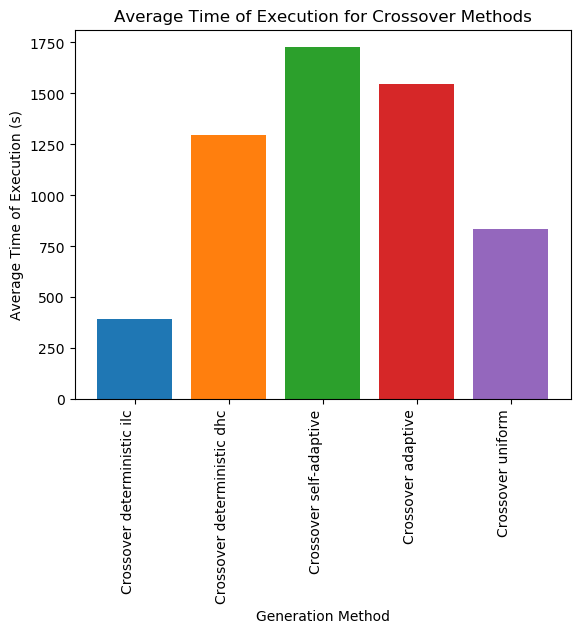 Average Time of Execution for Crossover Methods
Average Time of Execution (s)
1750
1500
1250
1000
750
500
250
0
Crossover deterministic ilc
Crossover deterministic dhc
Crossover self-adaptive
Crossover adaptive
Crossover uniform
Generation Method